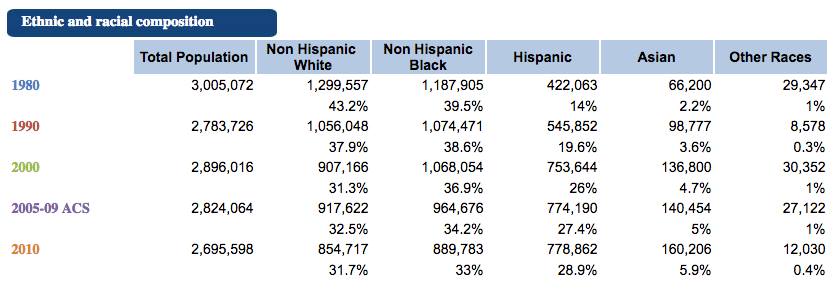 Ethnic and racial composition
Total Population Non Hispanic White Non Hispanic Black Hispanic Asian Other Races
1980 3,005,072 1,299,557 1,187,905 422,063 66,200 29,347
43.2% 39.5% 14% 2.2% 1%
1990 2,783,726 1,056,048 1,074,471 545,852 98,777 8,578
37.9% 38.6% 19.6% 3.6% 0.3%
2000 2,896,016 907,166 1,068,054 753,644 136,800 30,352
31.3% 36.9% 26% 4.7% 1%
2005-09 ACS 2,824,064 917,622 964,676 774,190 140,454 27,122
32.5% 34.2% 27.4% 5% 1%
2010 2,695,598 854,717 889,783 778,862 160,206 12,030
31.7% 33% 28.9% 5.9% 0.4%